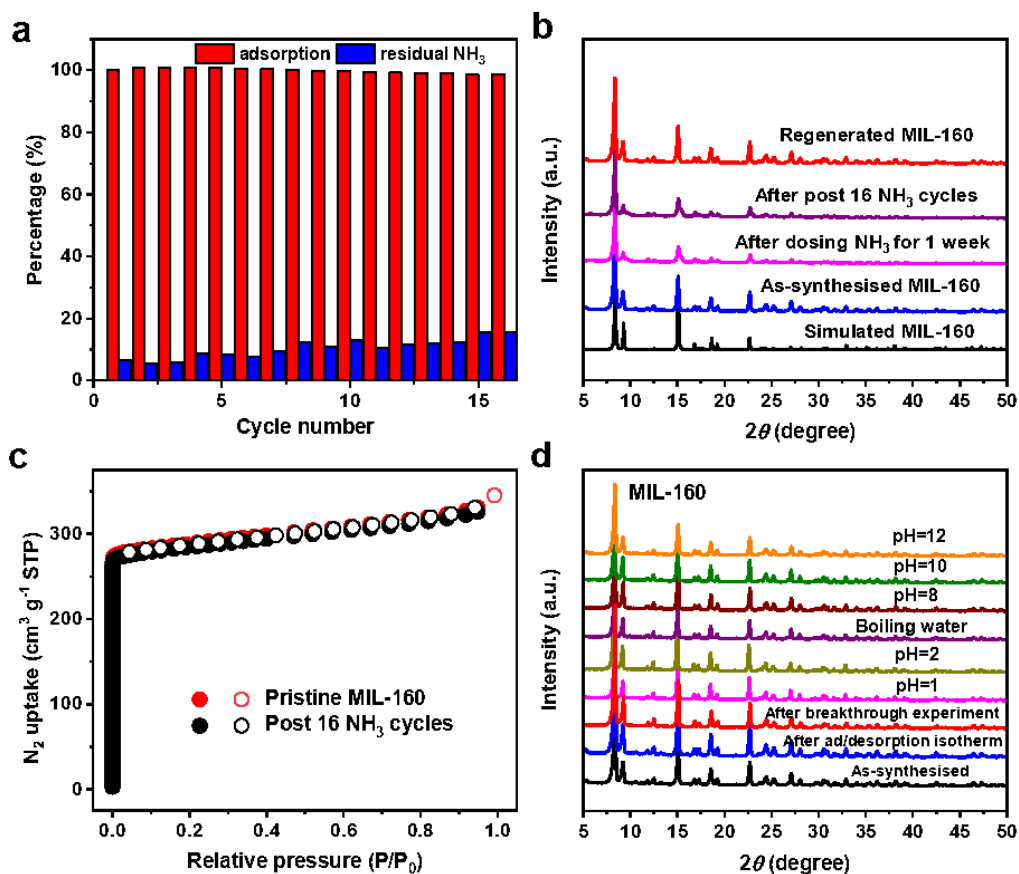 a
adsorption
residual NH₃
100
80
60
40
20
0
Percentage (%)
0
5
10
15
Cycle number
b
Regenerated MIL-160
After post 16 NH₃ cycles
After dosing NH₃ for 1 week
As-synthesised MIL-160
Simulated MIL-160
Intensity (a.u.)
5 10 15 20 25 30 35 40 45 50
2θ (degree)
c
300
200
100
0
N₂ uptake (cm³ g⁻¹ STP)
Pristine MIL-160
Post 16 NH₃ cycles
0.0 0.2 0.4 0.6 0.8 1.0
Relative pressure (P/P₀)
d
MIL-160
pH=12
pH=10
pH=8
Boiling water
pH=2
pH=1
After breakthrough experiment
After ad/desorption isotherm
As-synthesised
Intensity (a.u.)
5 10 15 20 25 30 35 40 45 50
2θ (degree)